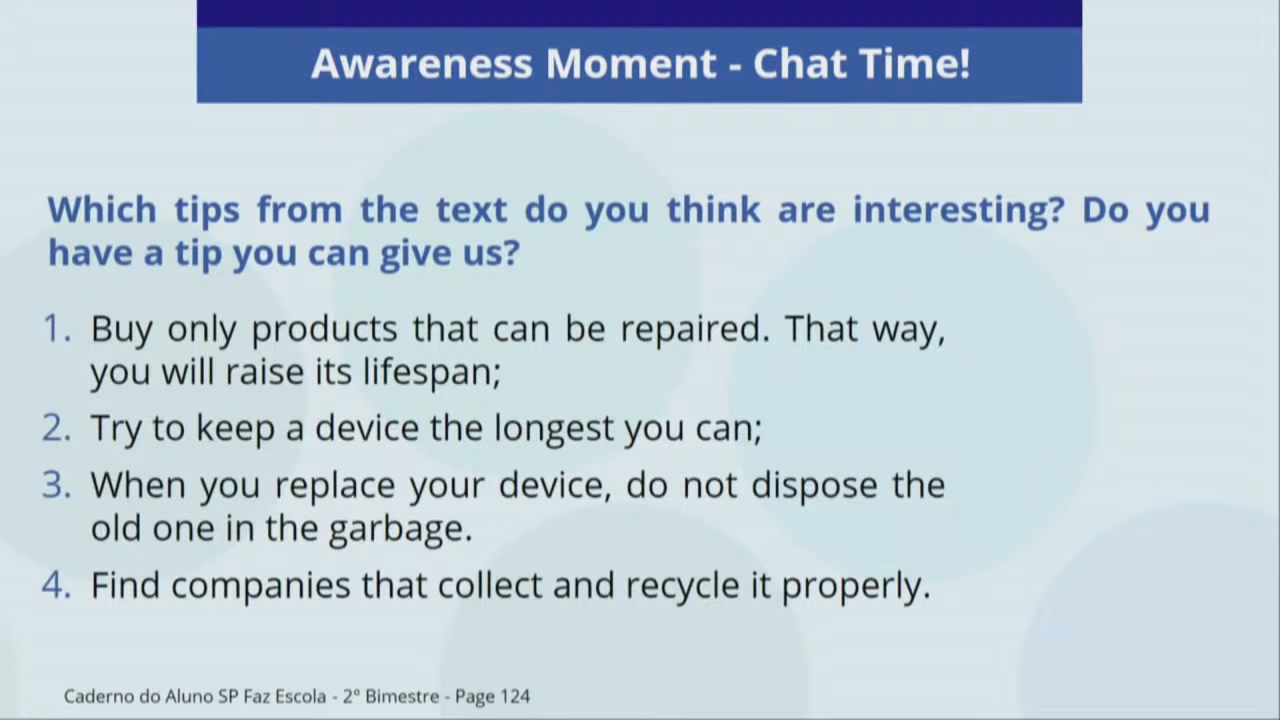 Awareness Moment - Chat Time!
Which tips from the text do you think are interesting? Do you
have a tip you can give us?
1. Buy only products that can be repaired. That way,
you will raise its lifespan;
2. Try to keep a device the longest you can;
3. When you replace your device, do not dispose the
old one in the garbage.
4. Find companies that collect and recycle it properly.
Caderno do Aluno SP Faz Escola - 2º Bimestre - Page 124